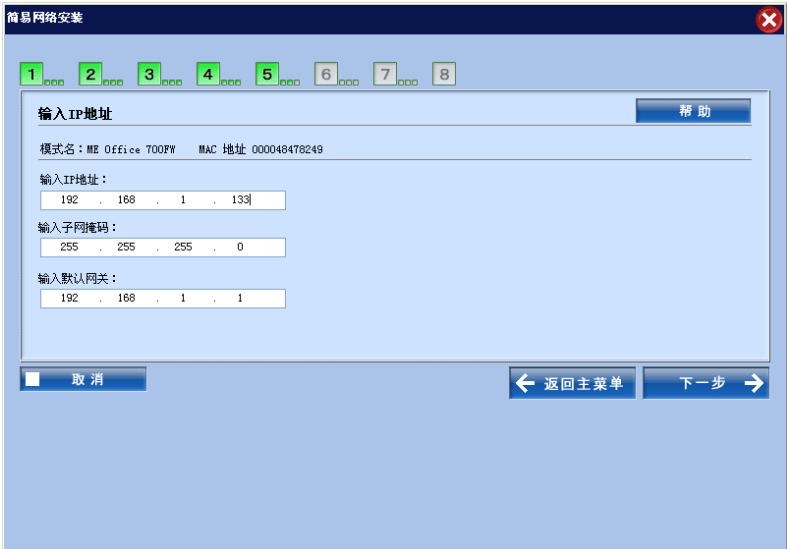 简易网络安装
1 2 3 4 5 6 7 8
输入IP地址
帮助
模式名：ME Office 700FW MAC 地址 000048478249
输入IP地址：
192 . 168 . 1 . 133
输入子网掩码：
255 . 255 . 255 . 0
输入默认网关：
192 . 168 . 1 . 1
取消
返回主菜单
下一步